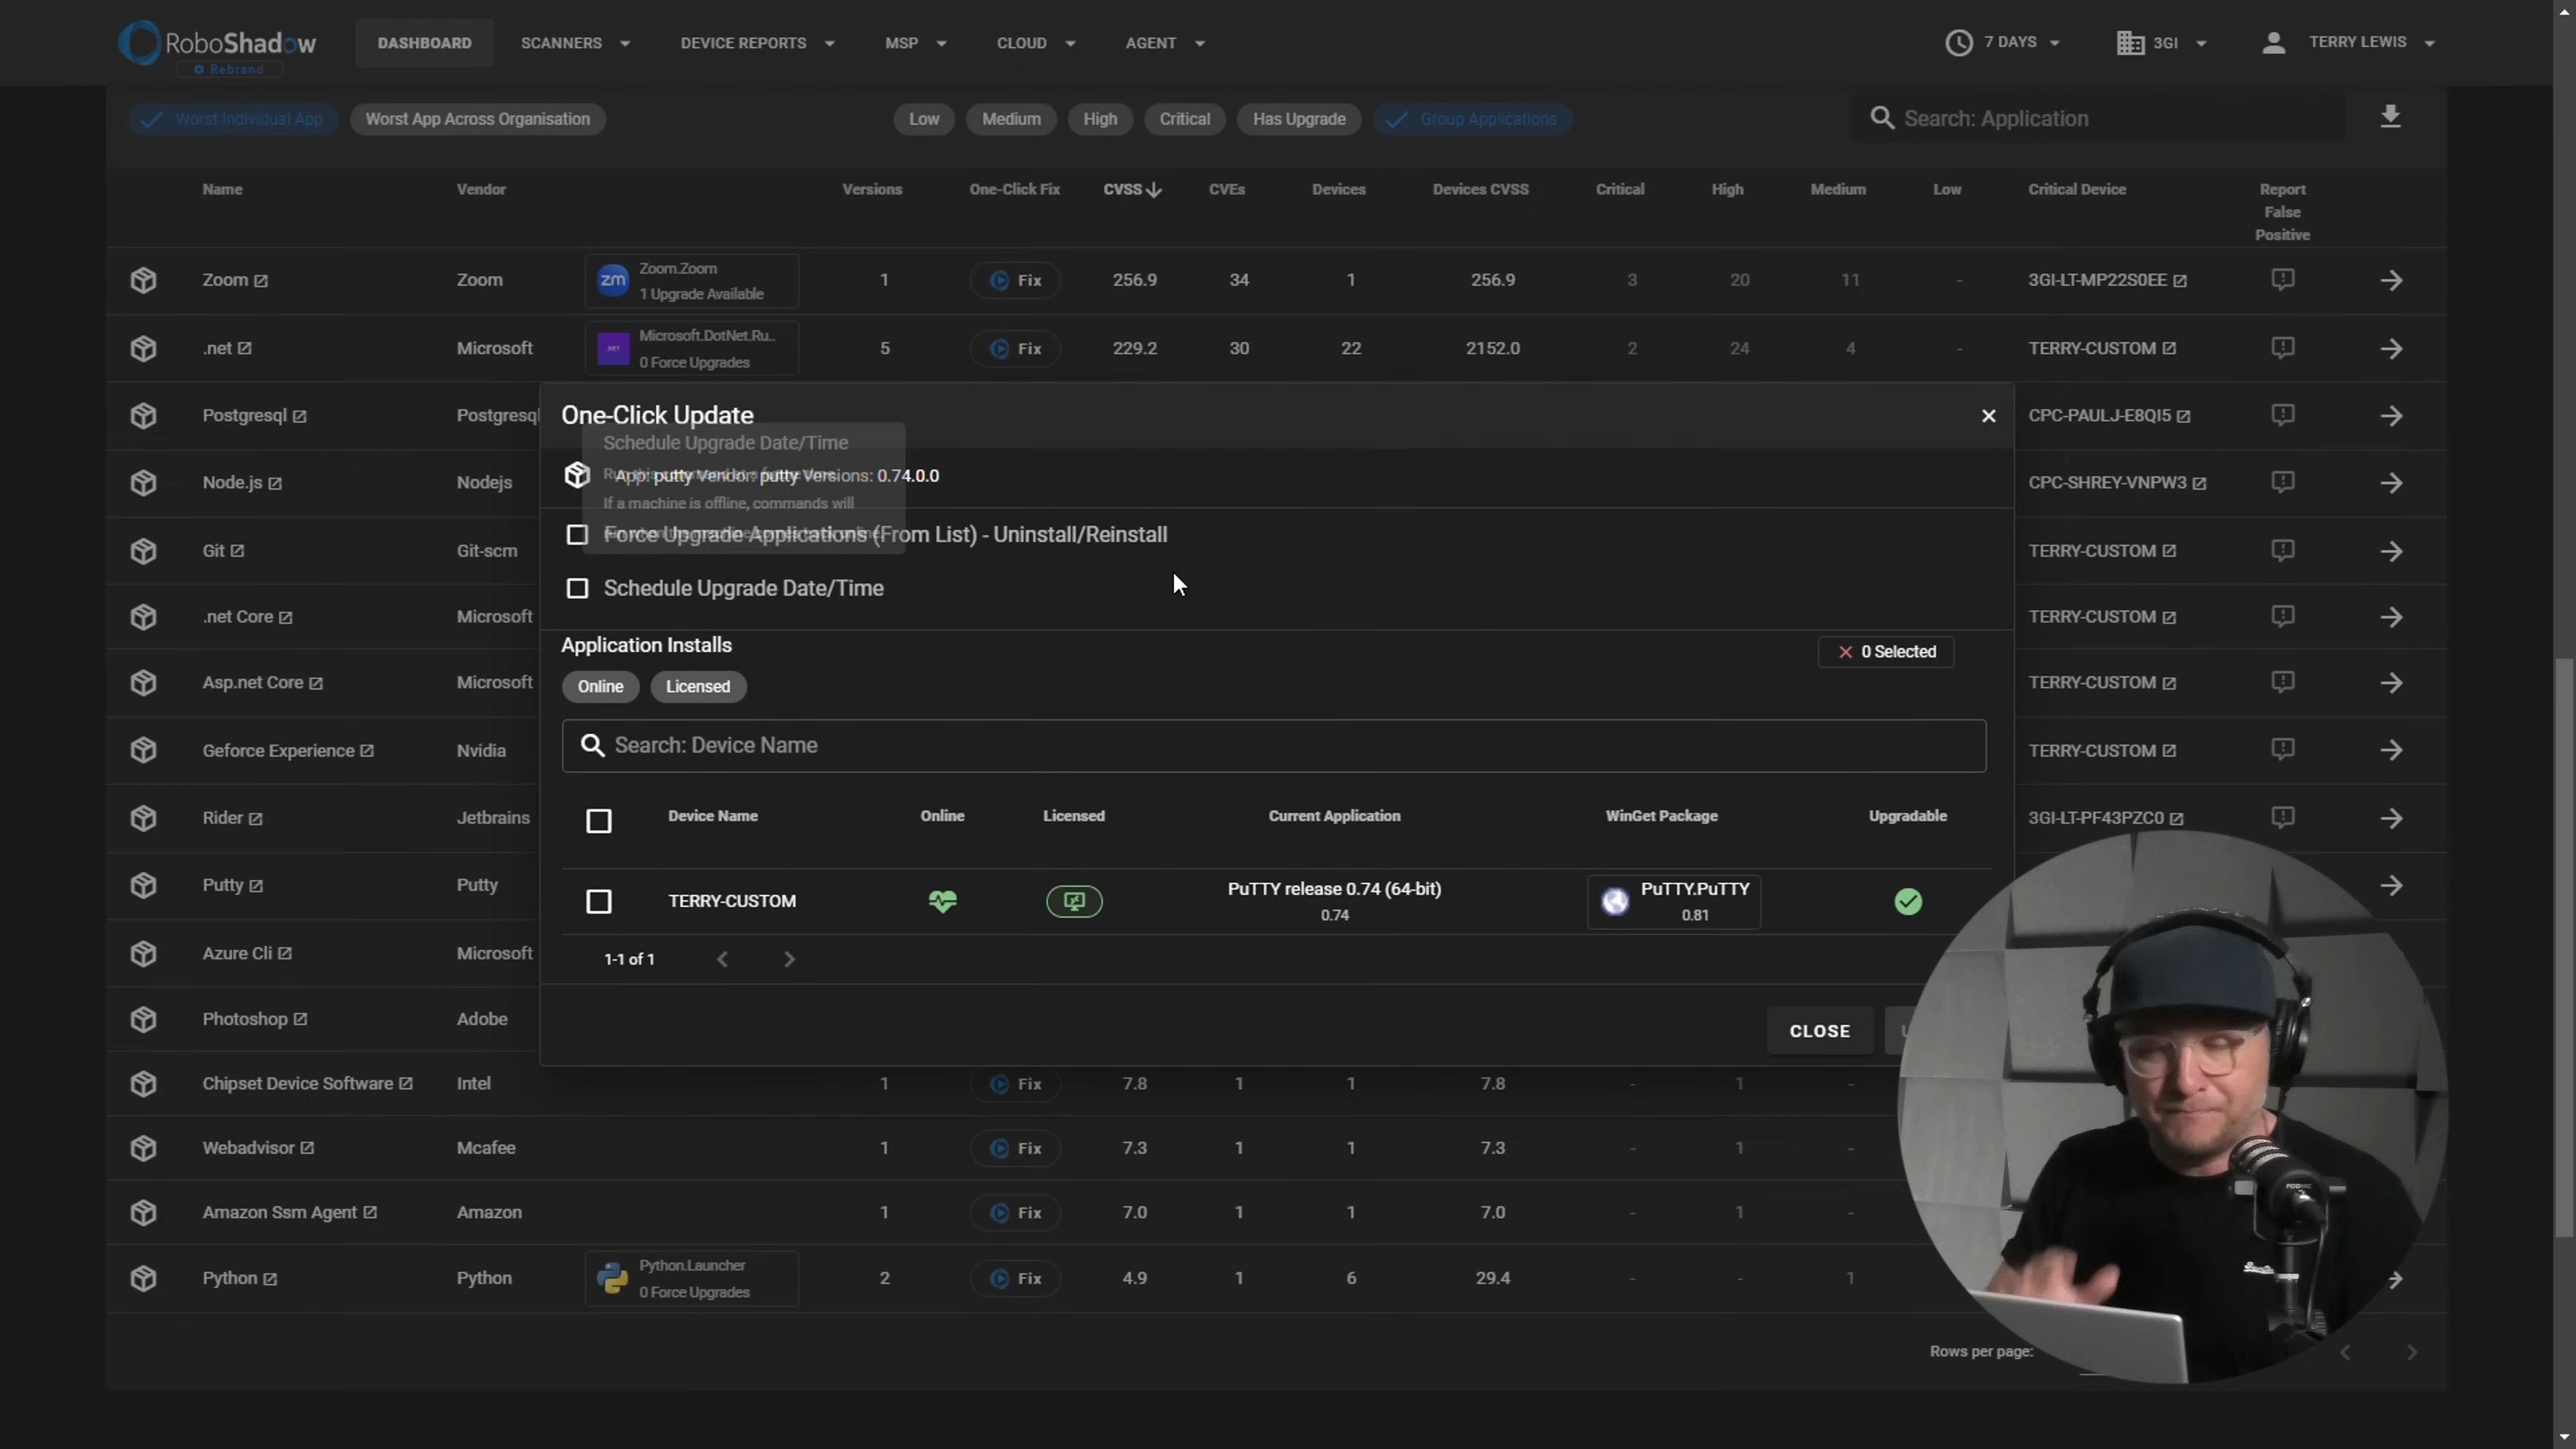 RoboShadow
Rebrand
DASHBOARD
SCANNERS
DEVICE REPORTS
MSP
CLOUD
AGENT
7 DAYS
3GI
TERRY LEWIS
Worst Individual App
Worst App Across Organisation
Low
Medium
High
Critical
Has Upgrade
Group Applications
Search: Application
Name Vendor Versions One-Click Fix CVSS CVEs Devices Devices CVSS Critical High Medium Low Critical Device Report
False
Positive
Zoom Zoom Zoom.Zoom 1 Fix 256.9 34 1 256.9 3 20 11 - 3GI-LT-MP22S0EE
1 Upgrade Available
.net Microsoft Microsoft.DotNet.Ru.. 5 Fix 229.2 30 22 2152.0 2 24 4 - TERRY-CUSTOM
0 Force Upgrades
Postgresql Postgresql CPC-PAULJ-E8QI5
Node.js Nodejs CPC-SHREY-VNPW3
Git Git-scm TERRY-CUSTOM
.net Core Microsoft TERRY-CUSTOM
Asp.net Core Microsoft TERRY-CUSTOM
Geforce Experience Nvidia TERRY-CUSTOM
Rider Jetbrains 3GI-LT-PF43PZC0
Putty Putty
Azure Cli Microsoft
Photoshop Adobe
Chipset Device Software Intel 1 Fix 7.8 1 1 7.8 - 1 -
Webadvisor Mcafee 1 Fix 7.3 1 1 7.3 - 1 -
Amazon Ssm Agent Amazon 1 Fix 7.0 1 1 7.0 - 1 -
Python Python Python.Launcher 2 Fix 4.9 1 6 29.4 - - 1
0 Force Upgrades
Rows per page:
One-Click Update
Schedule Upgrade Date/Time
App: putty Vendor: putty Versions: 0.74.0.0
If a machine is offline, commands will
Force Upgrade Applications (From List) - Uninstall/Reinstall
Schedule Upgrade Date/Time
Application Installs
0 Selected
Online
Licensed
Search: Device Name
Device Name Online Licensed Current Application WinGet Package Upgradable
TERRY-CUSTOM PuTTY release 0.74 (64-bit) PuTTY.PuTTY
0.74 0.81
1-1 of 1
CLOSE